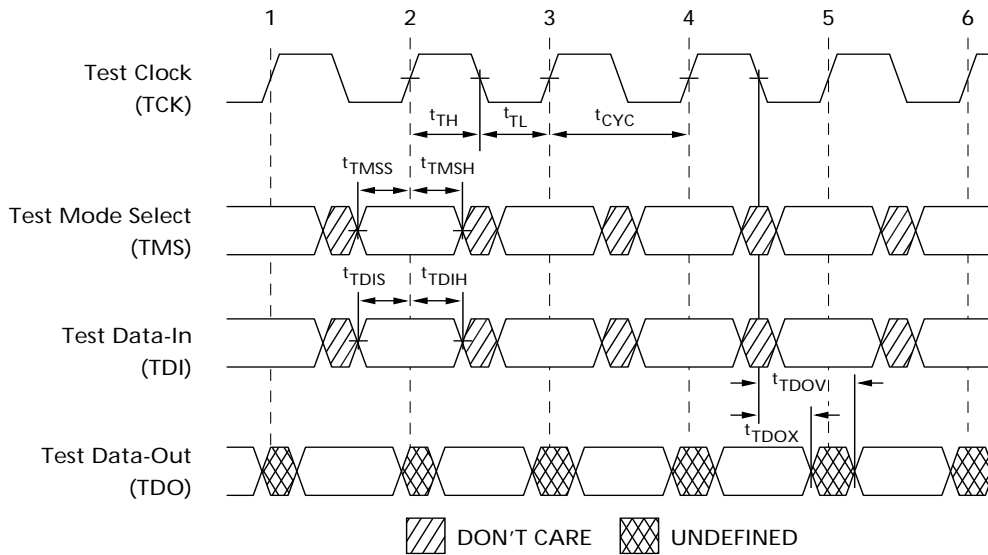 1 2 3 4 5 6
Test Clock
(TCK)
tTH tTL tCYC
tTMSS tTMSH
Test Mode Select
(TMS)
tTDIS tTDIH
Test Data-In
(TDI)
tTDOV
tTDOX
Test Data-Out
(TDO)
DON'T CARE UNDEFINED